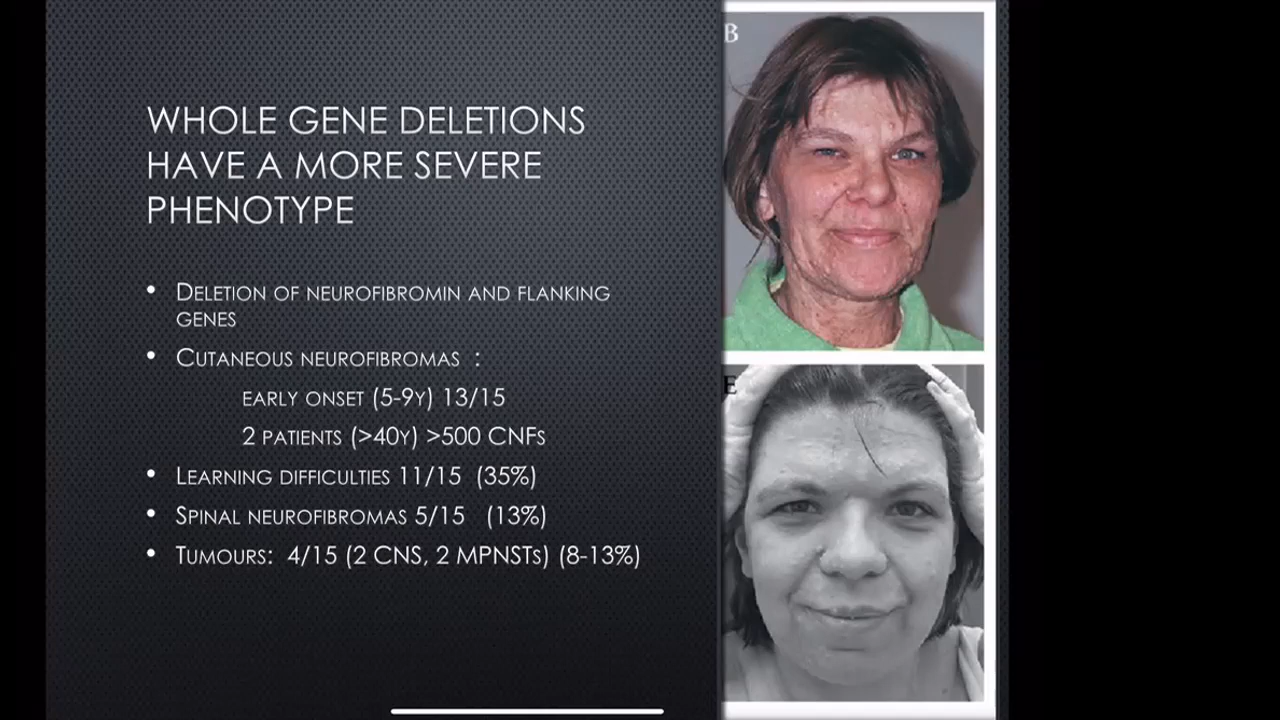 WHOLE GENE DELETIONS
HAVE A MORE SEVERE
PHENOTYPE
• DELETION OF NEUROFIBROMIN AND FLANKING
GENES
• CUTANEOUS NEUROFIBROMAS :
EARLY ONSET (5-9Y) 13/15
2 PATIENTS (>40Y) >500 CNFS
• LEARNING DIFFICULTIES 11/15 (35%)
• SPINAL NEUROFIBROMAS 5/15 (13%)
• TUMOURS: 4/15 (2 CNS, 2 MPNSTS) (8-13%)
B
E